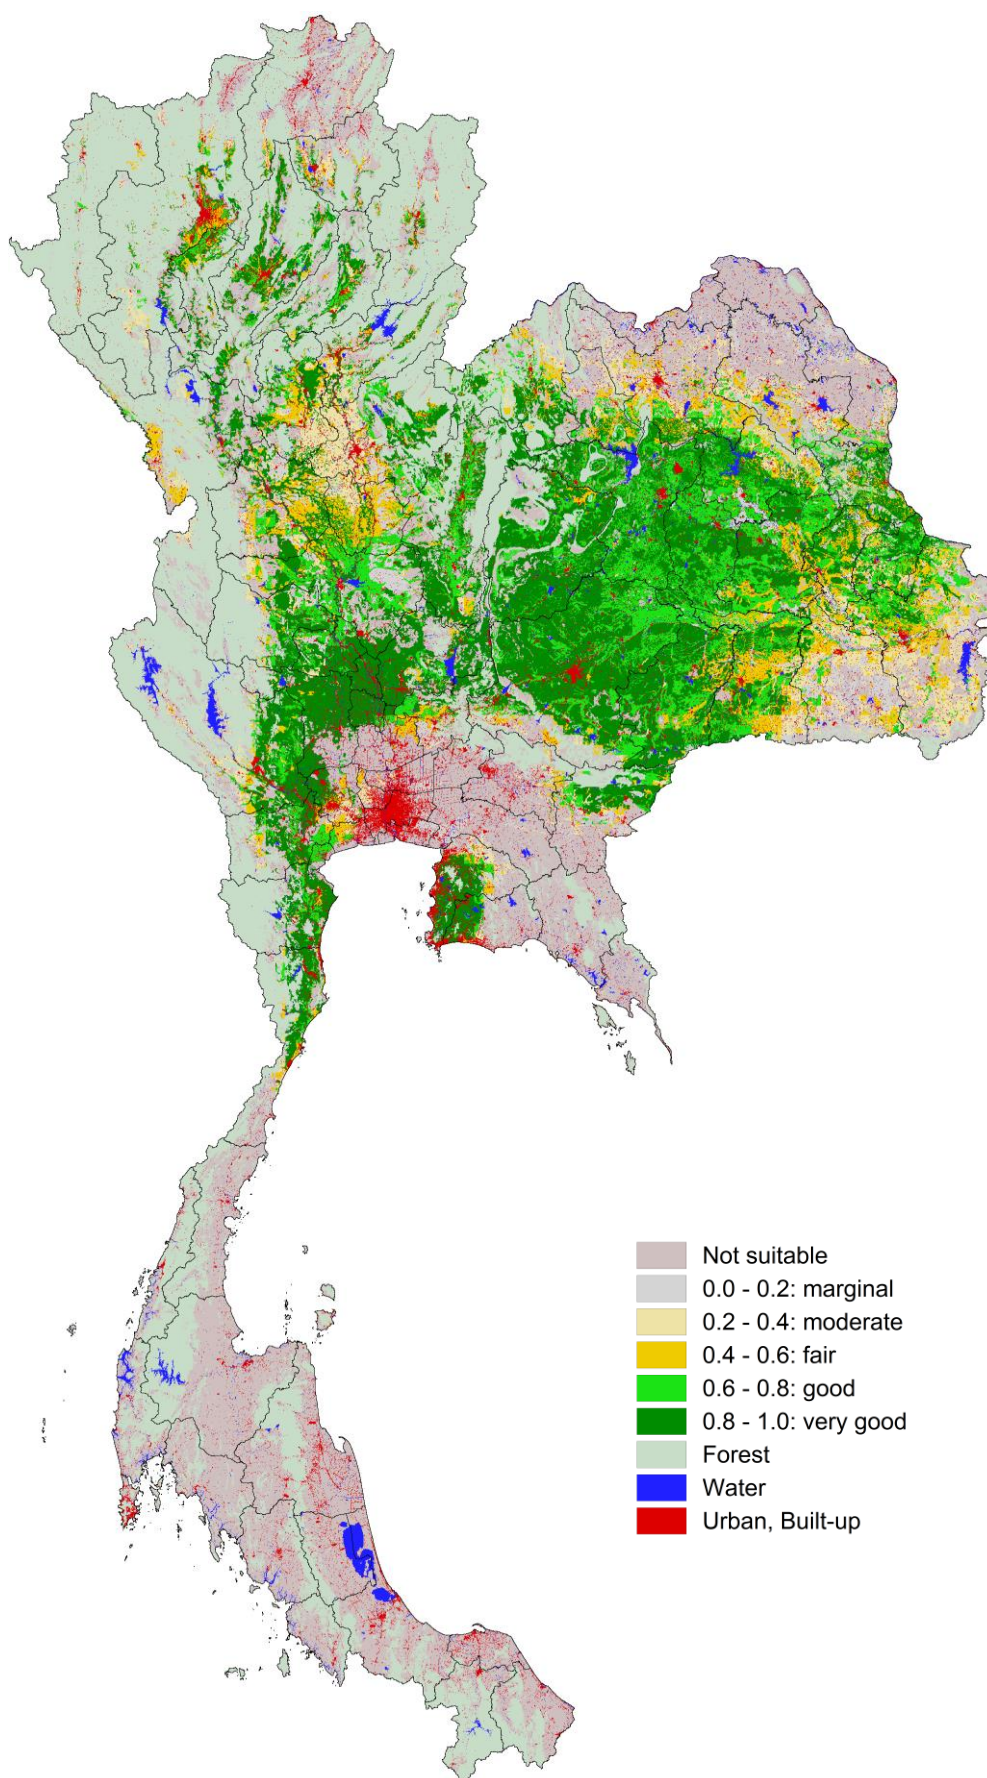 Not suitable
0.0 - 0.2: marginal
0.2 - 0.4: moderate
0.4 - 0.6: fair
0.6 - 0.8: good
0.8 - 1.0: very good
Forest
Water
Urban, Built-up